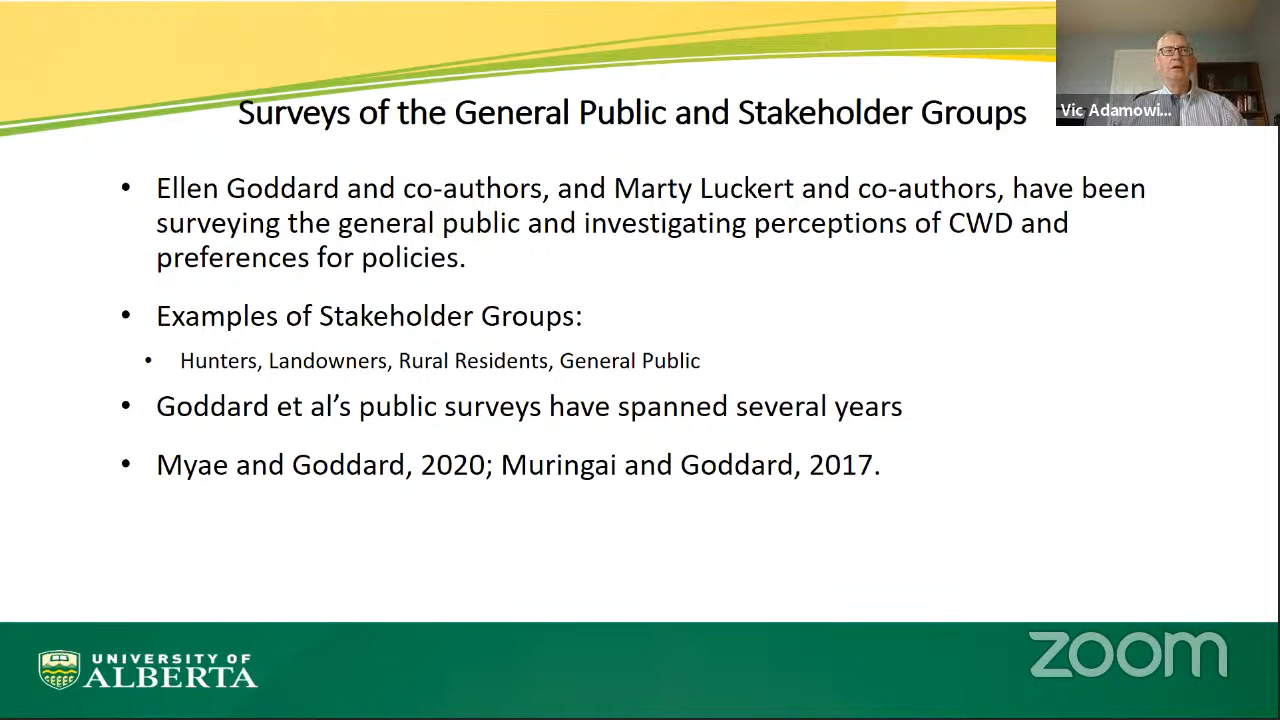 Vic Adamowi...
Surveys of the General Public and Stakeholder Groups
• Ellen Goddard and co-authors, and Marty Luckert and co-authors, have been
surveying the general public and investigating perceptions of CWD and
preferences for policies.
• Examples of Stakeholder Groups:
• Hunters, Landowners, Rural Residents, General Public
• Goddard et al’s public surveys have spanned several years
• Myae and Goddard, 2020; Muringai and Goddard, 2017.
UNIVERSITY OF
ALBERTA
zoom